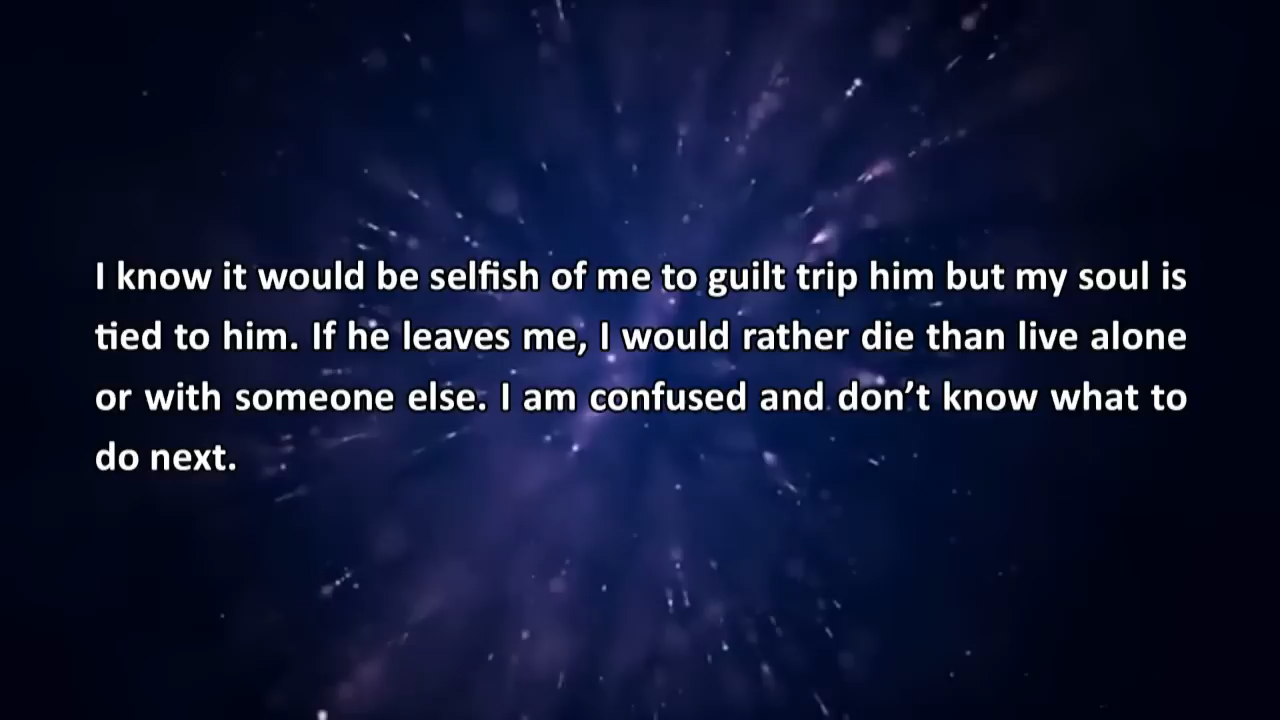 I know it would be selfish of me to guilt trip him but my soul is
tied to him. If he leaves me, I would rather die than live alone
or with someone else. I am confused and don’t know what to
do next.